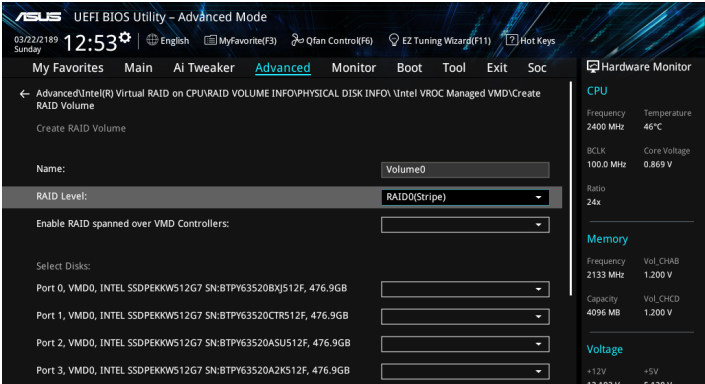 ASUS UEFI BIOS Utility – Advanced Mode
03/22/2189 Sunday 12:53 English MyFavorite(F3) Qfan Control(F6) EZ Tuning Wizard(F11) ? Hot Keys
My Favorites Main Ai Tweaker Advanced Monitor Boot Tool Exit Soc
Advanced\Intel(R) Virtual RAID on CPU\RAID VOLUME INFO\PHYSICAL DISK INFO\ \Intel VROC Managed VMD\Create
RAID Volume
Create RAID Volume
Name: Volume0
RAID Level: RAID0(Stripe)
Enable RAID spanned over VMD Controllers:
Select Disks:
Port 0, VMD0, INTEL SSDPEKKW512G7 SN:BTPY63520BXJ512F, 476.9GB
Port 1, VMD0, INTEL SSDPEKKW512G7 SN:BTPY63520CTR512F, 476.9GB
Port 2, VMD0, INTEL SSDPEKKW512G7 SN:BTPY63520ASU512F, 476.9GB
Port 3, VMD0, INTEL SSDPEKKW512G7 SN:BTPY63520A2K512F, 476.9GB
Hardware Monitor
CPU
Frequency Temperature
2400 MHz 46°C
BCLK Core Voltage
100.0 MHz 0.869 V
Ratio
24x
Memory
Frequency Vol_CHAB
2133 MHz 1.200 V
Capacity Vol_CHCD
4096 MB 1.200 V
Voltage
+12V +5V